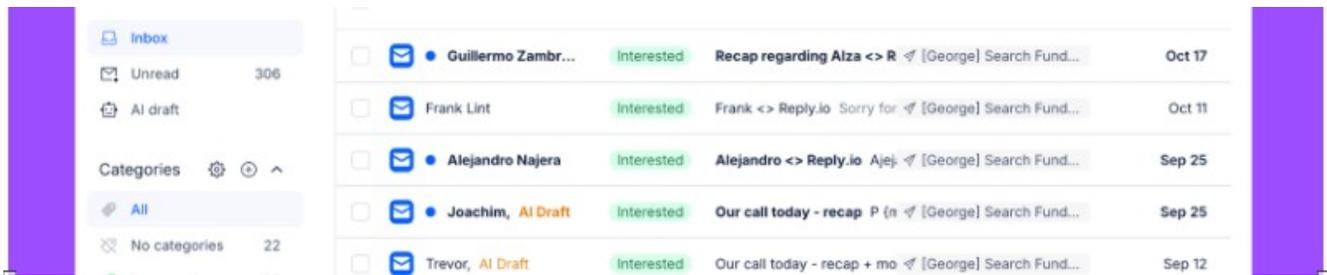 Inbox
Unread 306
AI draft
Categories
All
No categories 22
Guillermo Zambr... Interested Recap regarding Alza <> R [George] Search Fund... Oct 17
Frank Lint Interested Frank <> Reply.io Sorry for [George] Search Fund... Oct 11
Alejandro Najera Interested Alejandro <> Reply.io Ajej [George] Search Fund... Sep 25
Joachim, AI Draft Interested Our call today - recap P {n [George] Search Fund... Sep 25
Trevor, AI Draft Interested Our call today - recap + mo [George] Search Fund... Sep 12